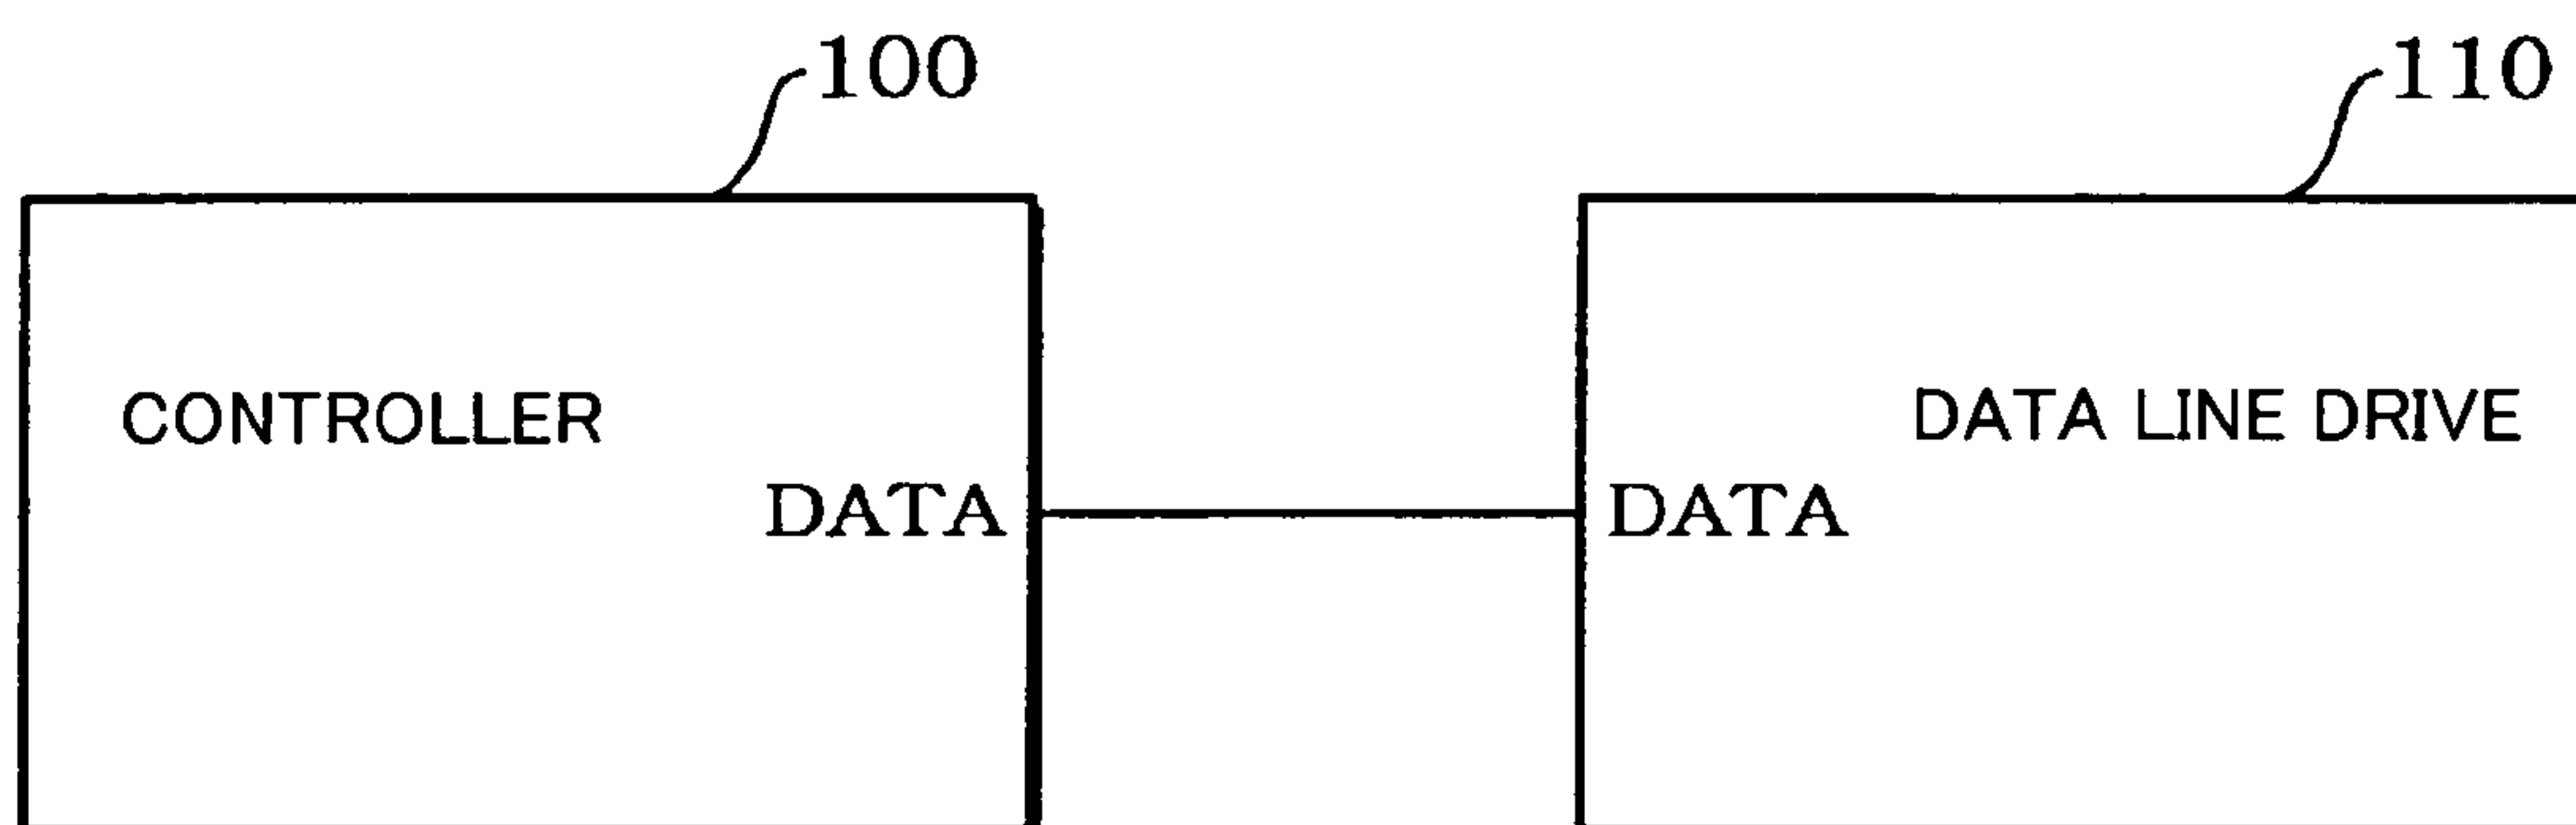 100
110
CONTROLLER
DATA LINE DRIVE
DATA
DATA